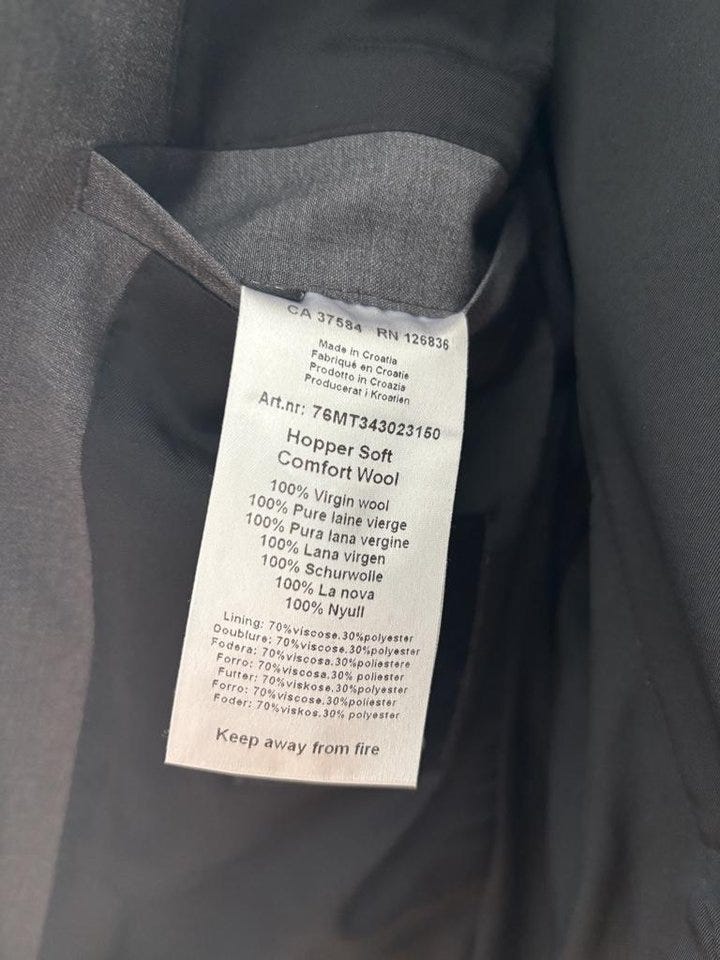 CA 37584 RN 126836
Made in Croatia
Fabriqué en Croatie
Prodotto in Croazia
Producerat i Kroatien
Art.nr: 76MT343023150
Hopper Soft
Comfort Wool
100% Virgin wool
100% Pure laine vierge
100% Pura lana vergine
100% Lana virgen
100% Schurwolle
100% La nova
100% Nyull
Lining: 70%viscose.30%polyester
Doublure: 70%viscose.30%polyester
Fodera: 70%viscosa.30%poliestere
Forro: 70%viscosa.30% poliester
Futter: 70%viskose.30%polyester
Forro: 70%viscose.30%poliester
Foder: 70%viskos.30% polyester
Keep away from fire